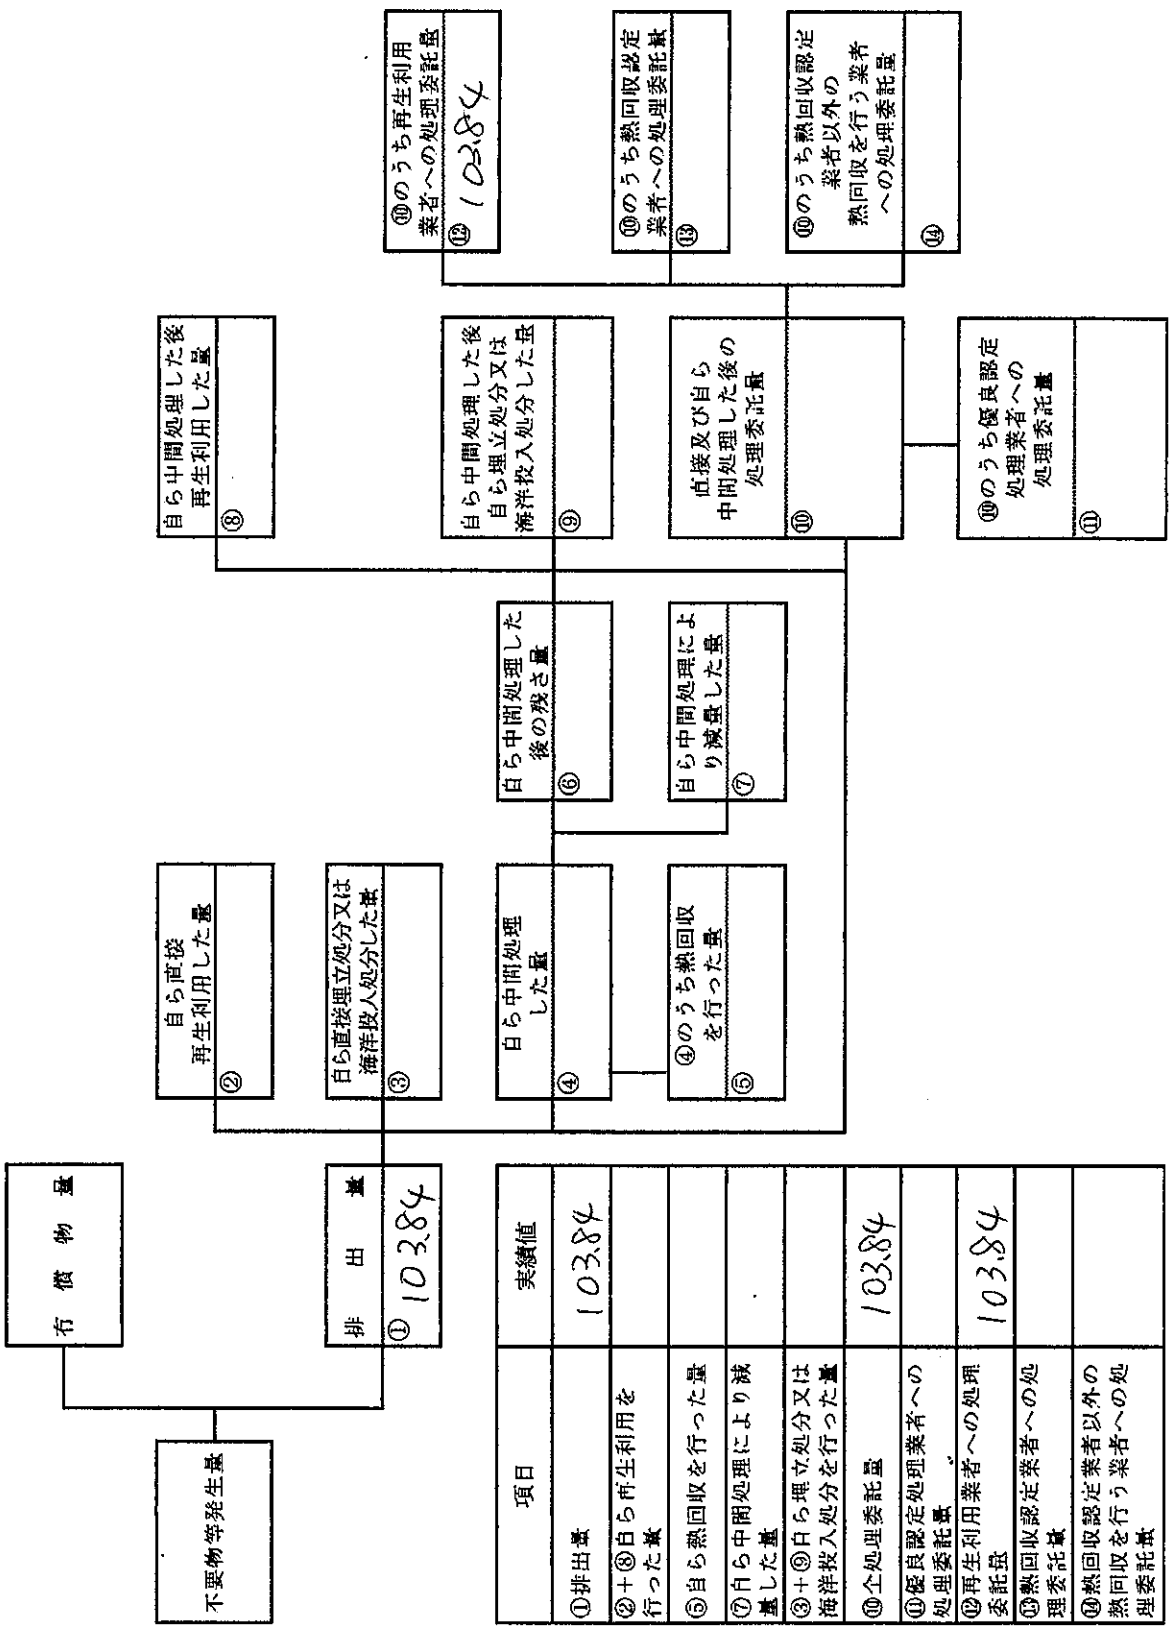 不要物等発生量
有償物量
排出量
① 103.84
自ら直接
再生利用した量
②
自ら直接埋立処分又は
海洋投入処分した量
③
自ら中間処理
した量
④
④のうち熱回収
を行った量
⑤
自ら中間処理した
後の残さ量
⑥
自ら中間処理によ
り減量した量
⑦
自ら中間処理した後
再生利用した量
⑧
自ら中間処理した後
自ら埋立処分又は
海洋投入処分した量
⑨
直接及び自ら
中間処理した後の
処理委託量
⑩
⑩のうち優良認定
処理業者への
処理委託量
⑪
⑩のうち再生利用
業者への処理委託量
⑫ 103.84
⑩のうち熱回収認定
業者への処理委託量
⑬
⑩のうち熱回収認定
業者以外の
熱回収を行う業者
への処理委託量
⑭
項目 実績値
①排出量 103.84
②+⑧自ら再生利用を
行った量
⑤自ら熱回収を行った量
⑦自ら中間処理により減
量した量
③+⑨自ら埋立処分又は
海洋投入処分を行った量
⑩全処理委託量 103.84
⑪優良認定処理業者への
処理委託量
⑫再生利用業者への処理
委託量 103.84
⑬熱回収認定業者への処
理委託量
⑭熱回収認定業者以外の
熱回収を行う業者への処
理委託量